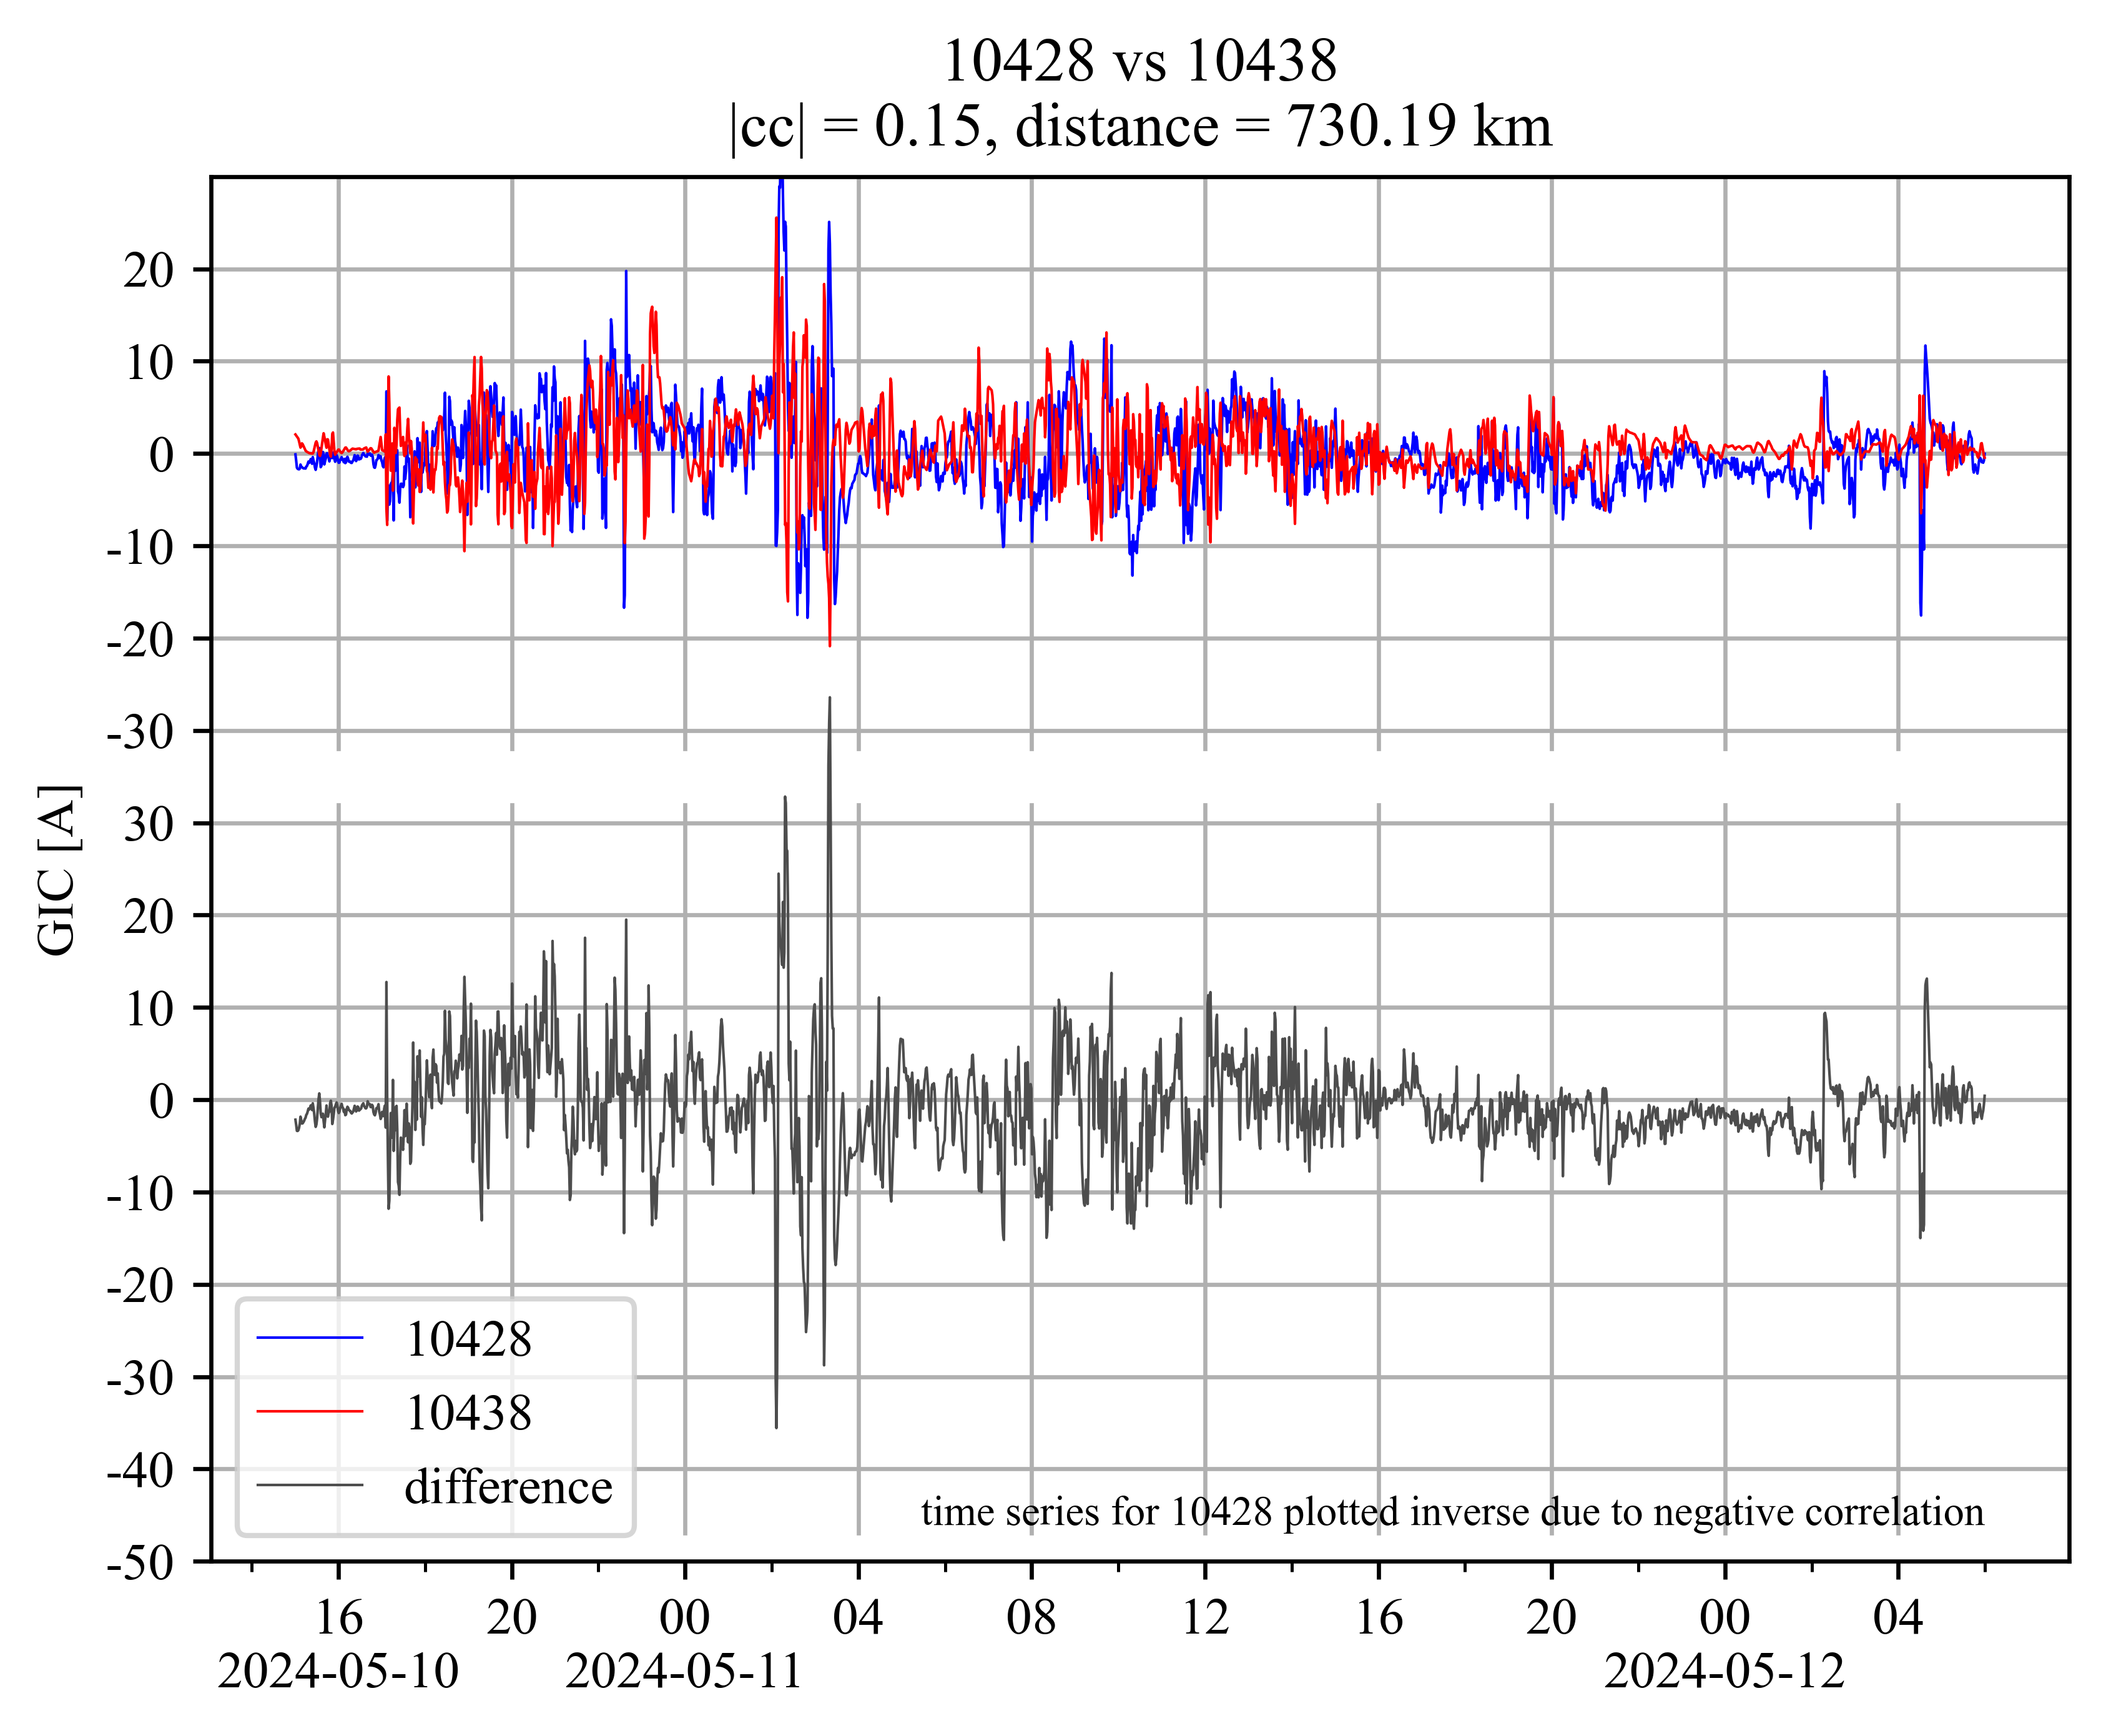 10428 vs 10438
|cc| = 0.15, distance = 730.19 km
GIC [A]
20
10
0
-10
-20
-30
30
20
10
0
-10
-20
-30
-40
-50
10428
10438
difference
time series for 10428 plotted inverse due to negative correlation
16 20 00 04 08 12 16 20 00 04
2024-05-10 2024-05-11 2024-05-12